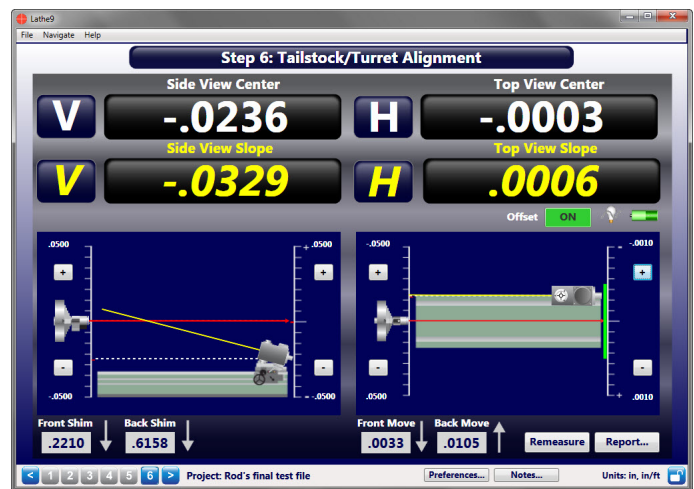 Lathe9
File Navigate Help
Step 6: Tailstock/Turret Alignment
Side View Center
Top View Center
V -.0236 H -.0003
Side View Slope
Top View Slope
V -.0329 H .0006
Offset ON
.0500 + .0500 -.0500 - -.0010
+ + + +
- - - -
-.0500 - -.0500 .0500 + .0010
Front Shim Back Shim Front Move Back Move
.2210 .6158 .0033 .0105 Remeasure Report...
< 1 2 3 4 5 6 > Project: Rod's final test file Preferences... Notes... Units: in, in/ft